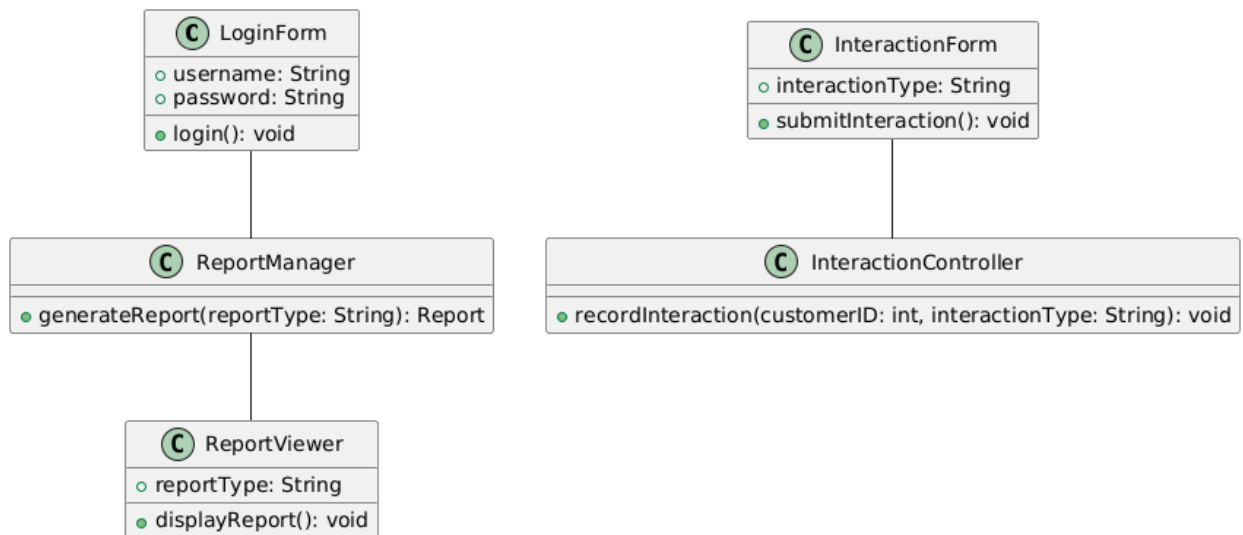 C LoginForm
username: String
password: String
login(): void
C InteractionForm
interactionType: String
submitInteraction(): void
C ReportManager
generateReport(reportType: String): Report
C InteractionController
recordInteraction(customerID: int, interactionType: String): void
C ReportViewer
reportType: String
displayReport(): void